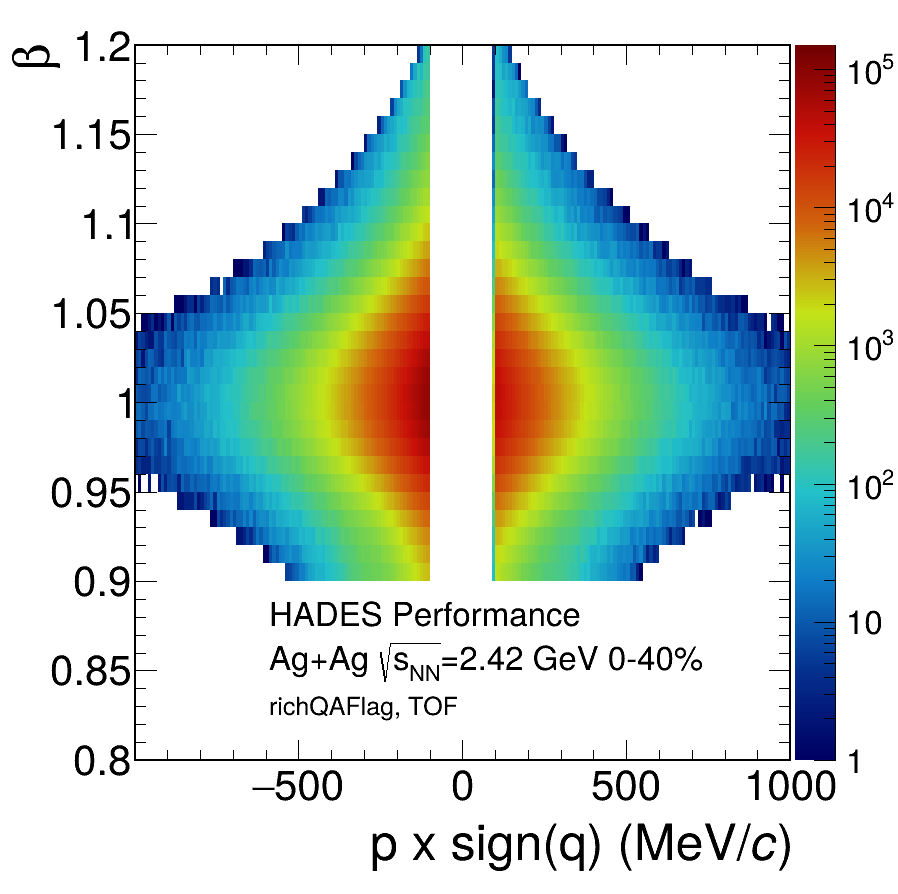 β
1.2
1.15
1.1
1.05
1
0.95
0.9
0.85
0.8
HADES Performance
Ag+Ag √sNN=2.42 GeV 0-40%
richQAFlag, TOF
−500 0 500 1000
p x sign(q) (MeV/c)
10⁵
10⁴
10³
10²
10
1